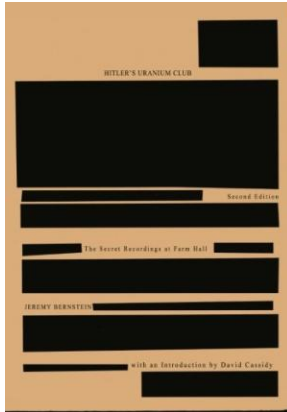 HITLER'S URANIUM CLUB
Second Edition
The Secret Recordings at Farm Hall
JEREMY BERNSTEIN
with an Introduction by David Cassidy